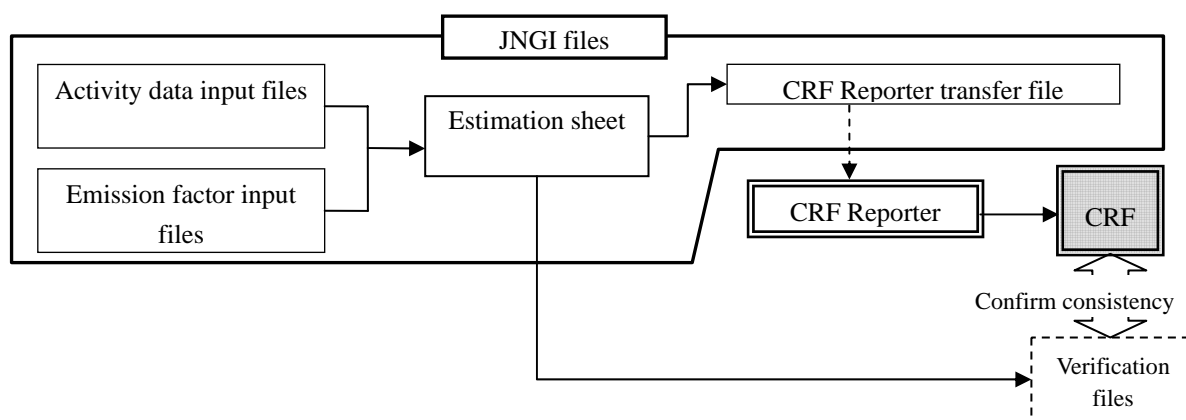 JNGI files
Activity data input files
Estimation sheet
CRF Reporter transfer file
Emission factor input
files
CRF Reporter
CRF
Confirm consistency
Verification
files